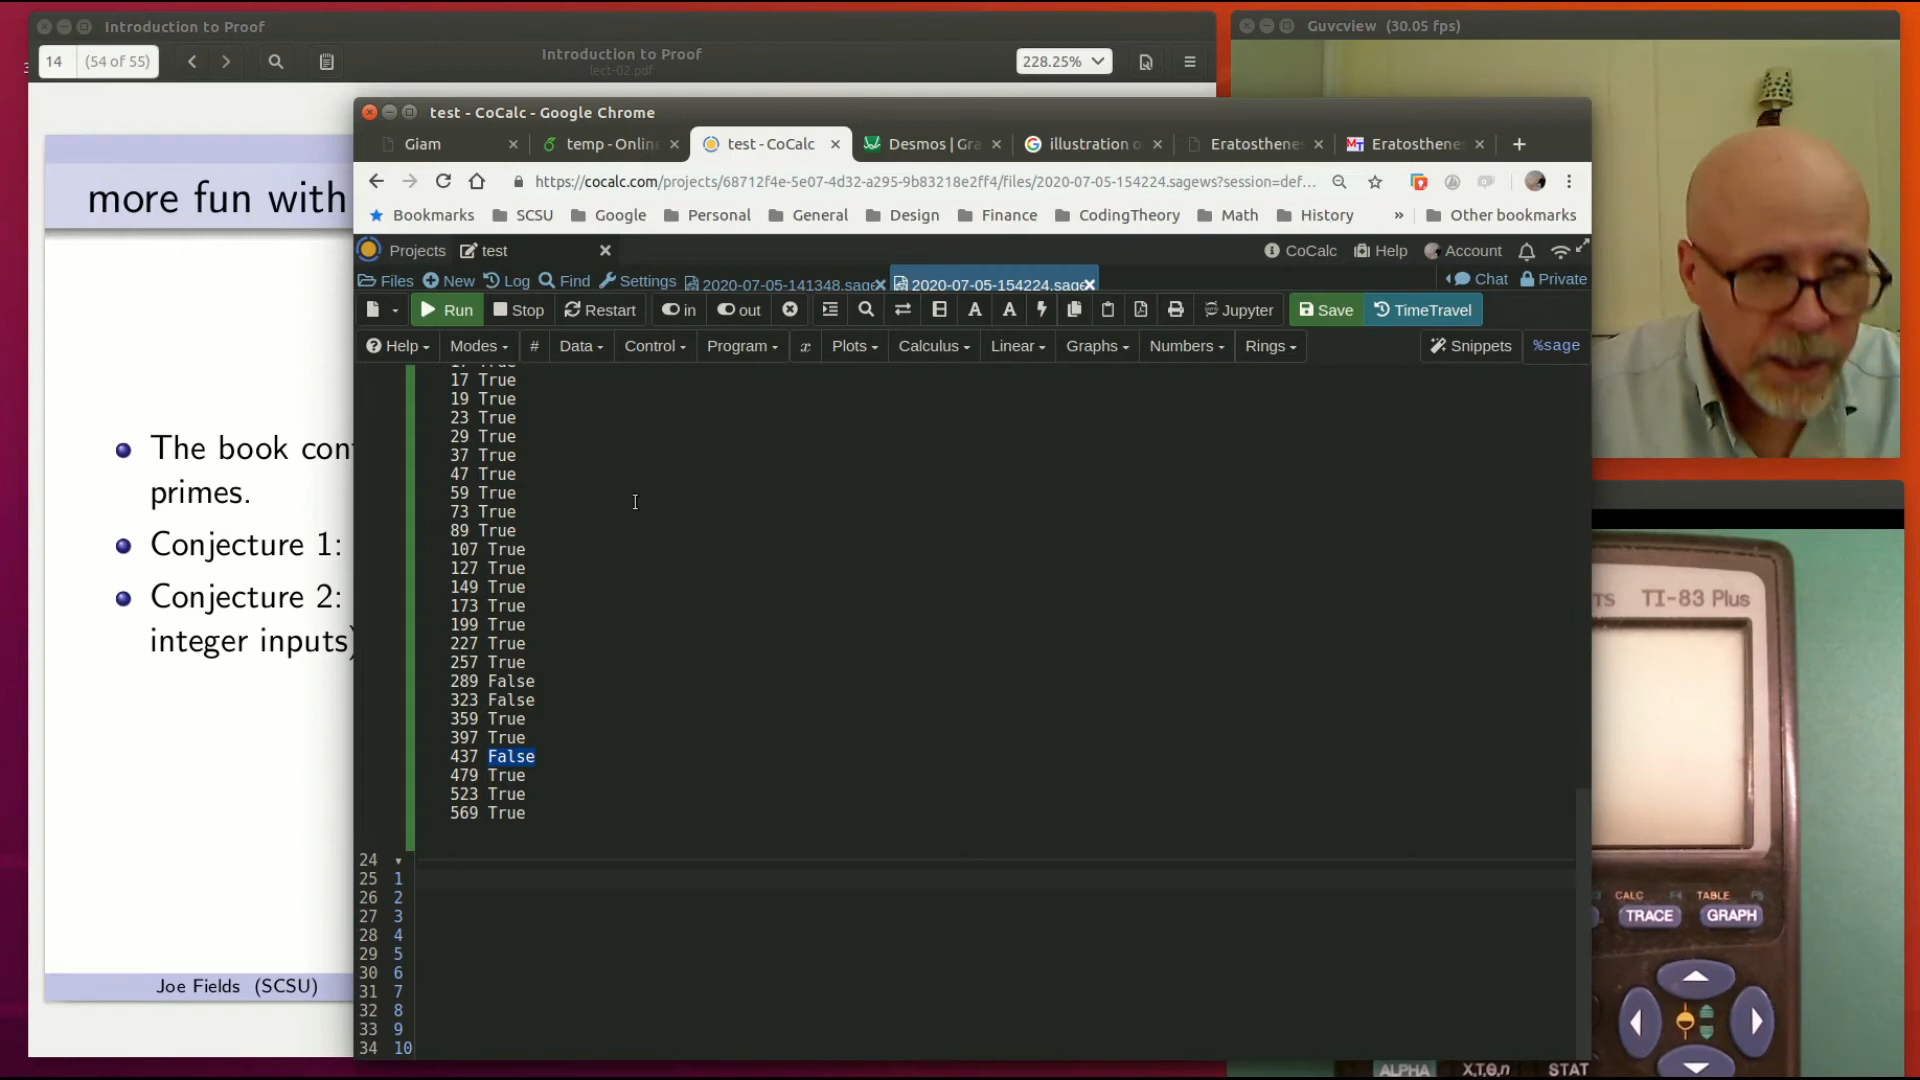 Introduction to Proof
14 (54 of 55)
Introduction to Proof
lect-02.pdf
228.25%
Guvcview (30.05 fps)
more fun with
The book con
primes.
Conjecture 1:
Conjecture 2:
integer inputs)
Joe Fields (SCSU)
test - CoCalc - Google Chrome
Giam
temp - Onlin
test - CoCalc
Desmos | Gra
illustration o
Eratosthene
Eratosthene
https://cocalc.com/projects/68712f4e-5e07-4d32-a295-9b83218e2ff4/files/2020-07-05-154224.sagews?session=def...
Bookmarks SCSU Google Personal General Design Finance CodingTheory Math History » Other bookmarks
Projects test CoCalc Help Account
Files New Log Find Settings 2020-07-05-141348.sage 2020-07-05-154224.sage Chat Private
Run Stop Restart in out A A Jupyter Save TimeTravel
Help Modes # Data Control Program x Plots Calculus Linear Graphs Numbers Rings Snippets %sage
17 True
19 True
23 True
29 True
37 True
47 True
59 True
73 True
89 True
107 True
127 True
149 True
173 True
199 True
227 True
257 True
289 False
323 False
359 True
397 True
437 False
479 True
523 True
569 True
24
25 1
26 2
27 3
28 4
29 5
30 6
31 7
32 8
33 9
34 10
TI-83 Plus
CALC F4 TABLE F5
TRACE GRAPH
ALPHA X,T,θ,n STAT